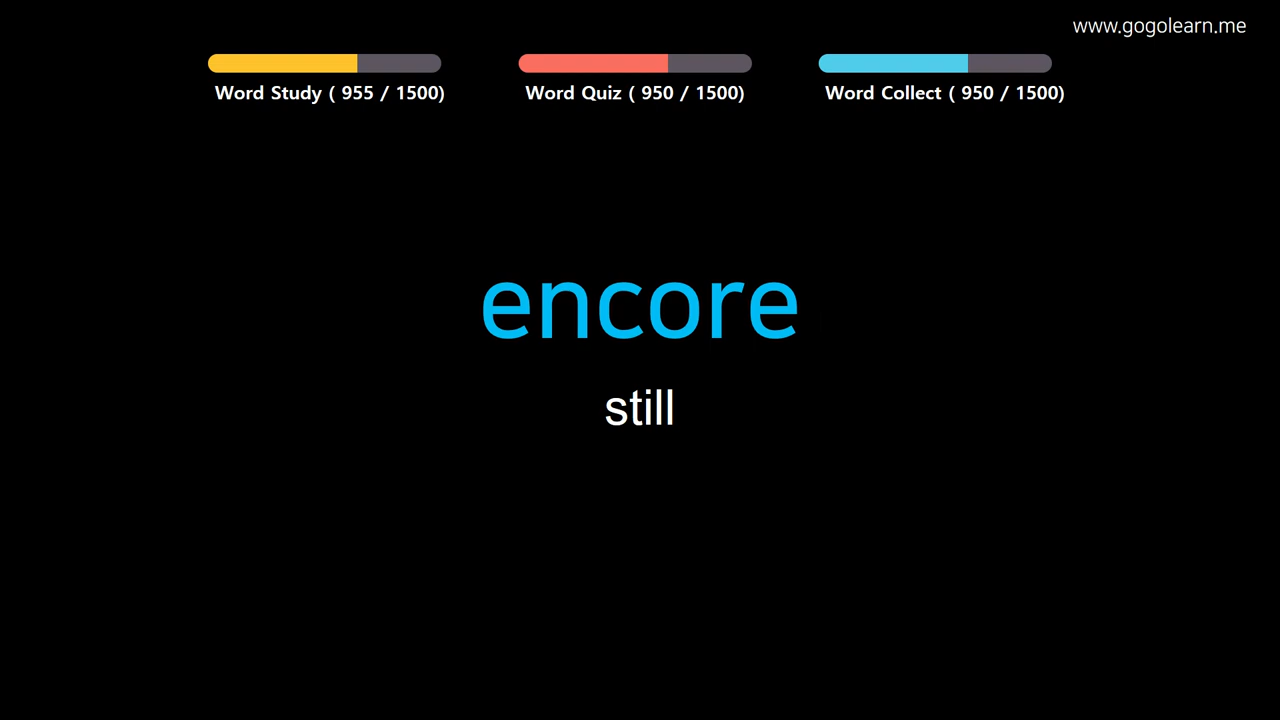 www.gogolearn.me
Word Study ( 955 / 1500)
Word Quiz ( 950 / 1500)
Word Collect ( 950 / 1500)
encore
still